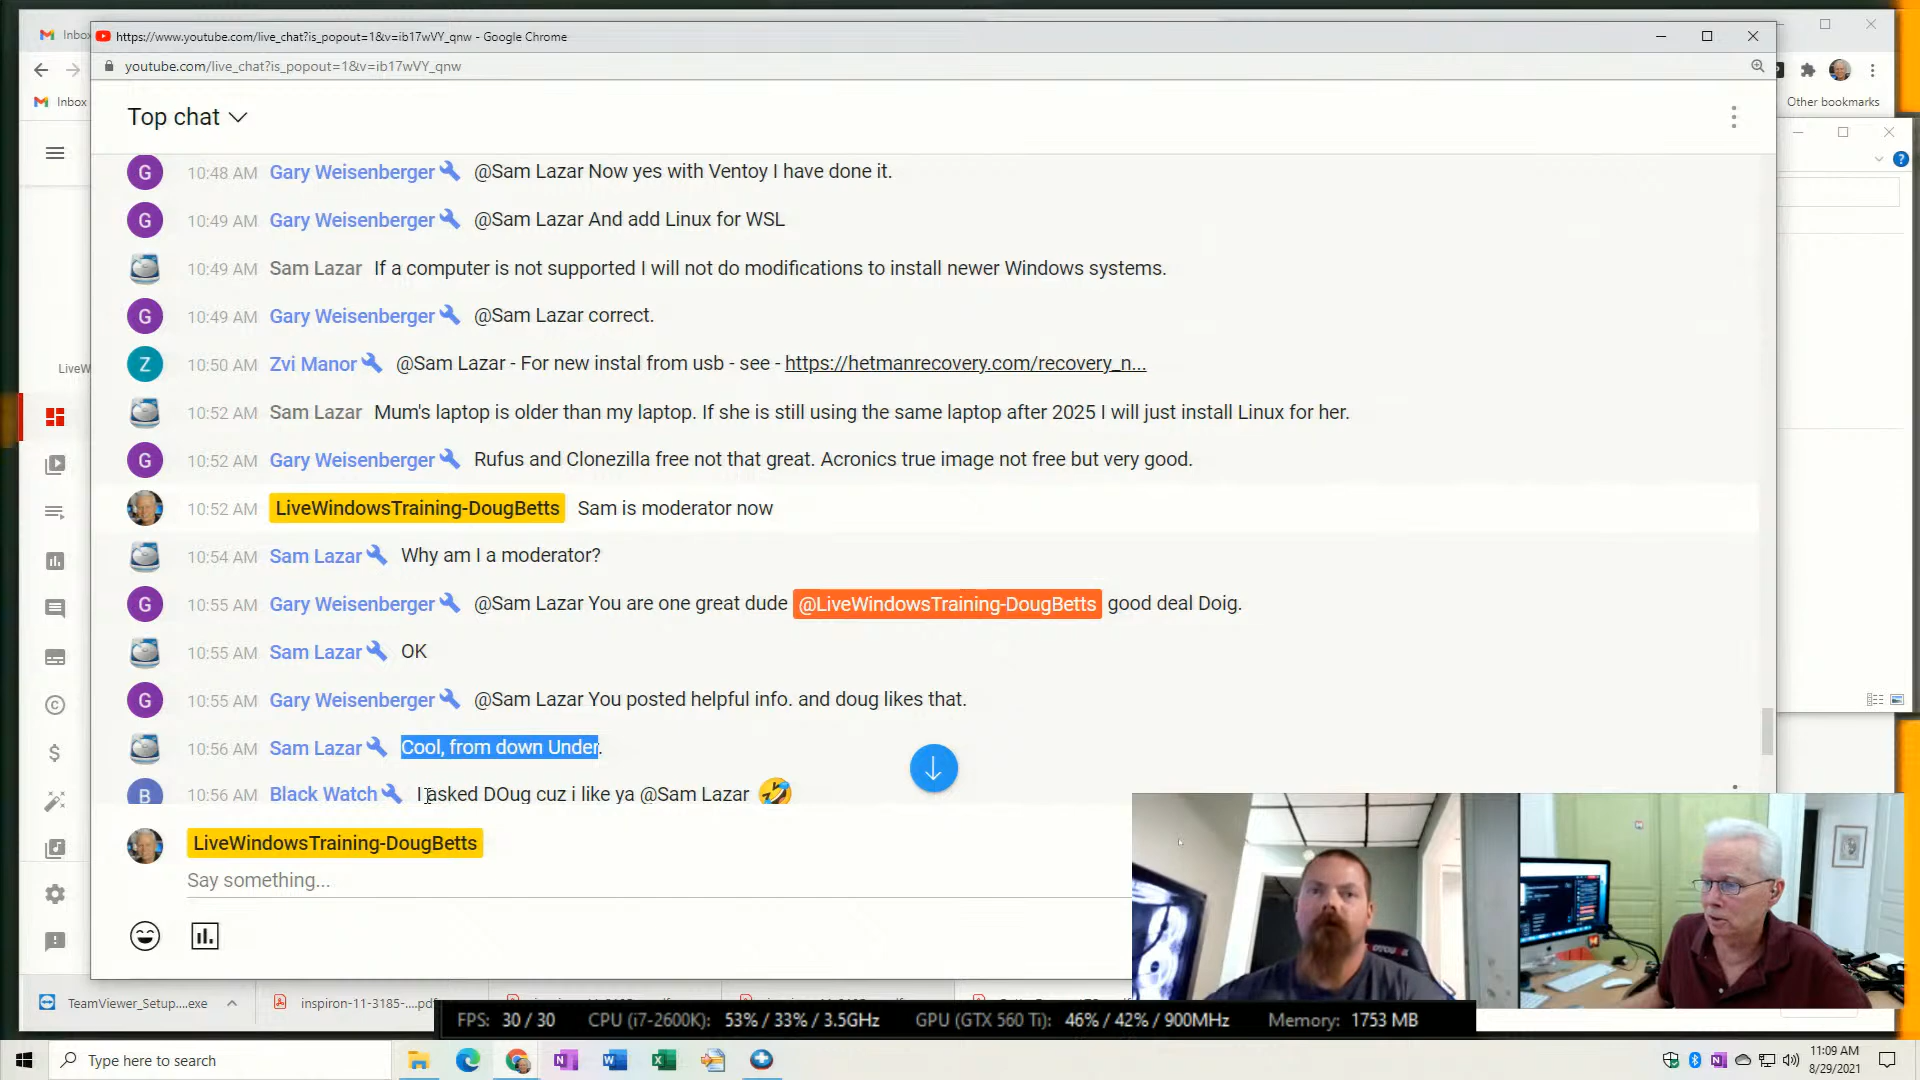 Inbo
https://www.youtube.com/live_chat?is_popout=1&v=ib17wVY_qnw - Google Chrome
youtube.com/live_chat?is_popout=1&v=ib17wVY_qnw
Inbox
Other bookmarks
Top chat
G 10:48 AM Gary Weisenberger @Sam Lazar Now yes with Ventoy I have done it.
G 10:49 AM Gary Weisenberger @Sam Lazar And add Linux for WSL
10:49 AM Sam Lazar If a computer is not supported I will not do modifications to install newer Windows systems.
G 10:49 AM Gary Weisenberger @Sam Lazar correct.
Z 10:50 AM Zvi Manor @Sam Lazar - For new instal from usb - see - https://hetmanrecovery.com/recovery_n...
LiveW
10:52 AM Sam Lazar Mum's laptop is older than my laptop. If she is still using the same laptop after 2025 I will just install Linux for her.
G 10:52 AM Gary Weisenberger Rufus and Clonezilla free not that great. Acronics true image not free but very good.
10:52 AM LiveWindowsTraining-DougBetts Sam is moderator now
10:54 AM Sam Lazar Why am I a moderator?
G 10:55 AM Gary Weisenberger @Sam Lazar You are one great dude @LiveWindowsTraining-DougBetts good deal Doig.
10:55 AM Sam Lazar OK
G 10:55 AM Gary Weisenberger @Sam Lazar You posted helpful info. and doug likes that.
10:56 AM Sam Lazar Cool, from down Under.
B 10:56 AM Black Watch I asked DOug cuz i like ya @Sam Lazar
LiveWindowsTraining-DougBetts
Say something...
TeamViewer_Setup....exe
inspiron-11-3185-....pdf
FPS: 30 / 30 CPU (i7-2600K): 53% / 33% / 3.5GHz GPU (GTX 560 Ti): 46% / 42% / 900MHz Memory: 1753 MB
Type here to search
11:09 AM
8/29/2021